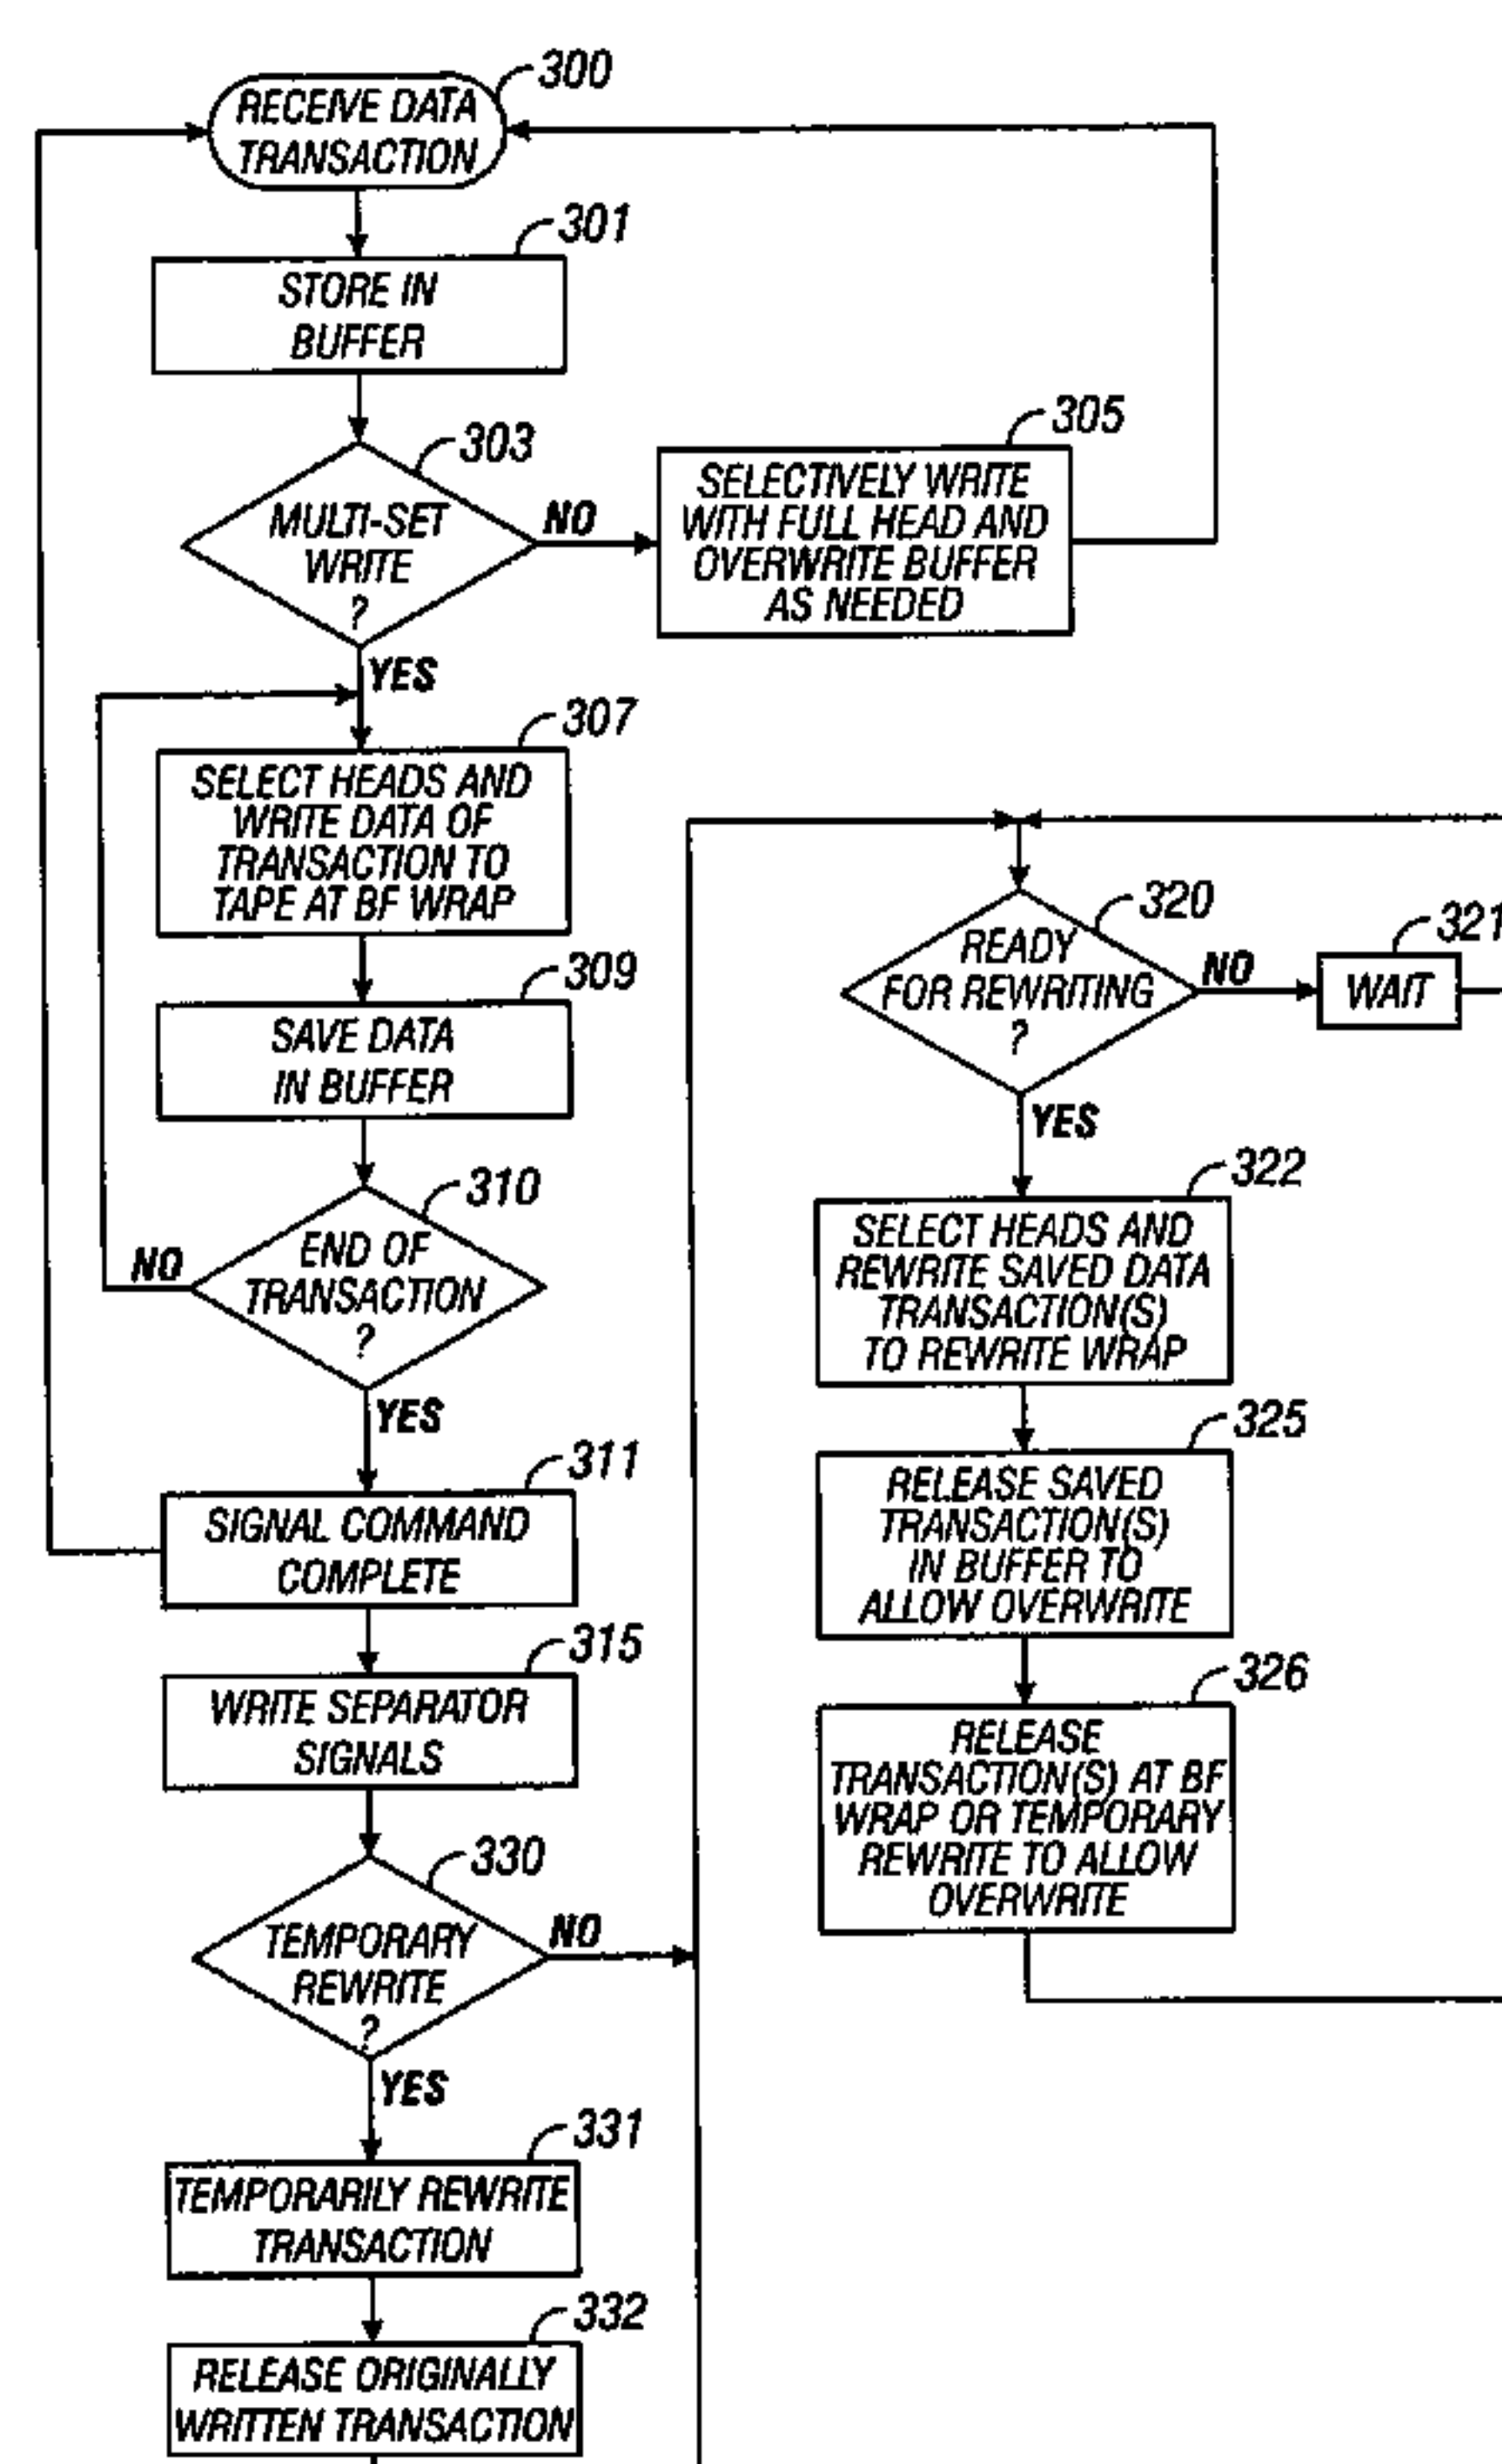 300
RECEIVE DATA
TRANSACTION
301
STORE IN
BUFFER
303
MULTI-SET
WRITE
?
NO
YES
305
SELECTIVELY WRITE
WITH FULL HEAD AND
OVERWRITE BUFFER
AS NEEDED
307
SELECT HEADS AND
WRITE DATA OF
TRANSACTION TO
TAPE AT BF WRAP
309
SAVE DATA
IN BUFFER
310
END OF
TRANSACTION
?
NO
YES
311
SIGNAL COMMAND
COMPLETE
315
WRITE SEPARATOR
SIGNALS
330
TEMPORARY
REWRITE
?
NO
YES
331
TEMPORARILY REWRITE
TRANSACTION
332
RELEASE ORIGINALLY
WRITTEN TRANSACTION
320
READY
FOR REWRITING
?
NO
321
WAIT
YES
322
SELECT HEADS AND
REWRITE SAVED DATA
TRANSACTION(S)
TO REWRITE WRAP
325
RELEASE SAVED
TRANSACTION(S)
IN BUFFER TO
ALLOW OVERWRITE
326
RELEASE
TRANSACTION(S) AT BF
WRAP OR TEMPORARY
REWRITE TO ALLOW
OVERWRITE